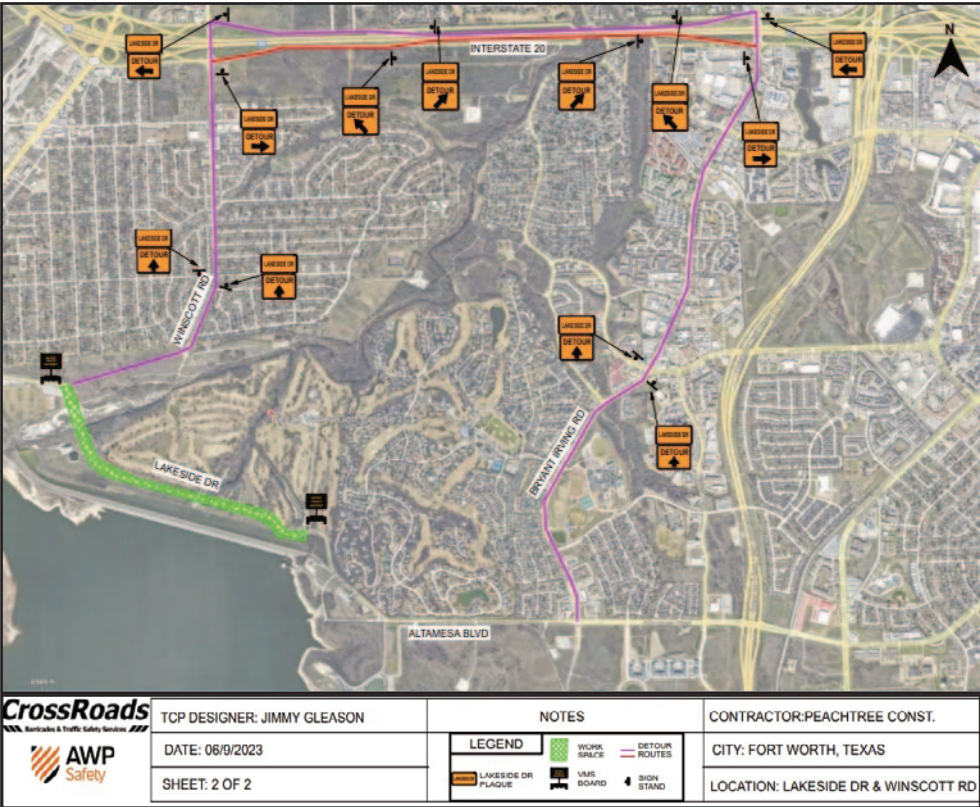 LAKESIDE DR
DETOUR
LAKESIDE DR
DETOUR
LAKESIDE DR
DETOUR
LAKESIDE DR
DETOUR
LAKESIDE DR
DETOUR
LAKESIDE DR
DETOUR
LAKESIDE DR
DETOUR
LAKESIDE DR
DETOUR
INTERSTATE 20
N
LAKESIDE DR
DETOUR
LAKESIDE DR
DETOUR
WINSCOTT RD
LAKESIDE DR
DETOUR
LAKESIDE DR
DETOUR
BRYANT IRVING RD
LAKESIDE DR
ALTAMESA BLVD
CrossRoads
Barricades & Traffic Safety Services
AWP
Safety
TCP DESIGNER: JIMMY GLEASON
DATE: 06/9/2023
SHEET: 2 OF 2
NOTES
LEGEND
WORK
SPACE
DETOUR
ROUTES
LAKESIDE DR
PLAQUE
VMS
BOARD
SIGN
STAND
CONTRACTOR:PEACHTREE CONST.
CITY: FORT WORTH, TEXAS
LOCATION: LAKESIDE DR & WINSCOTT RD